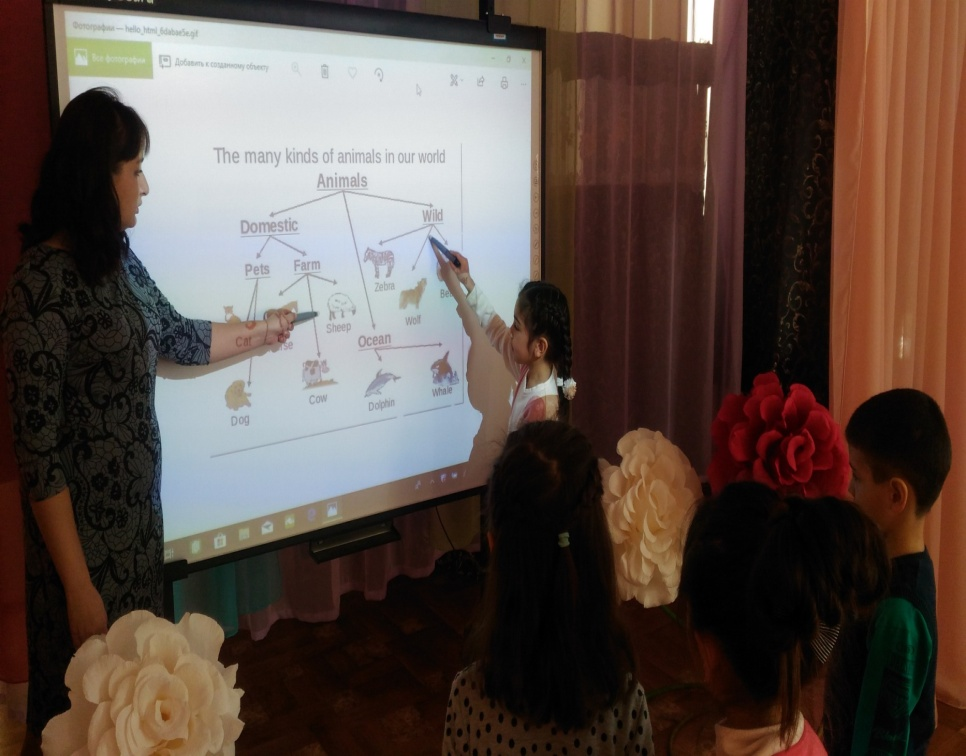 Фотографии — hello_html_6dabae5e.gif
Все фотографии Добавить к созданному объекту
The many kinds of animals in our world
Animals
Domestic Wild
Pets Farm
Zebra
Cat Sheep Wolf
Ocean
Dog Cow Dolphin Whale